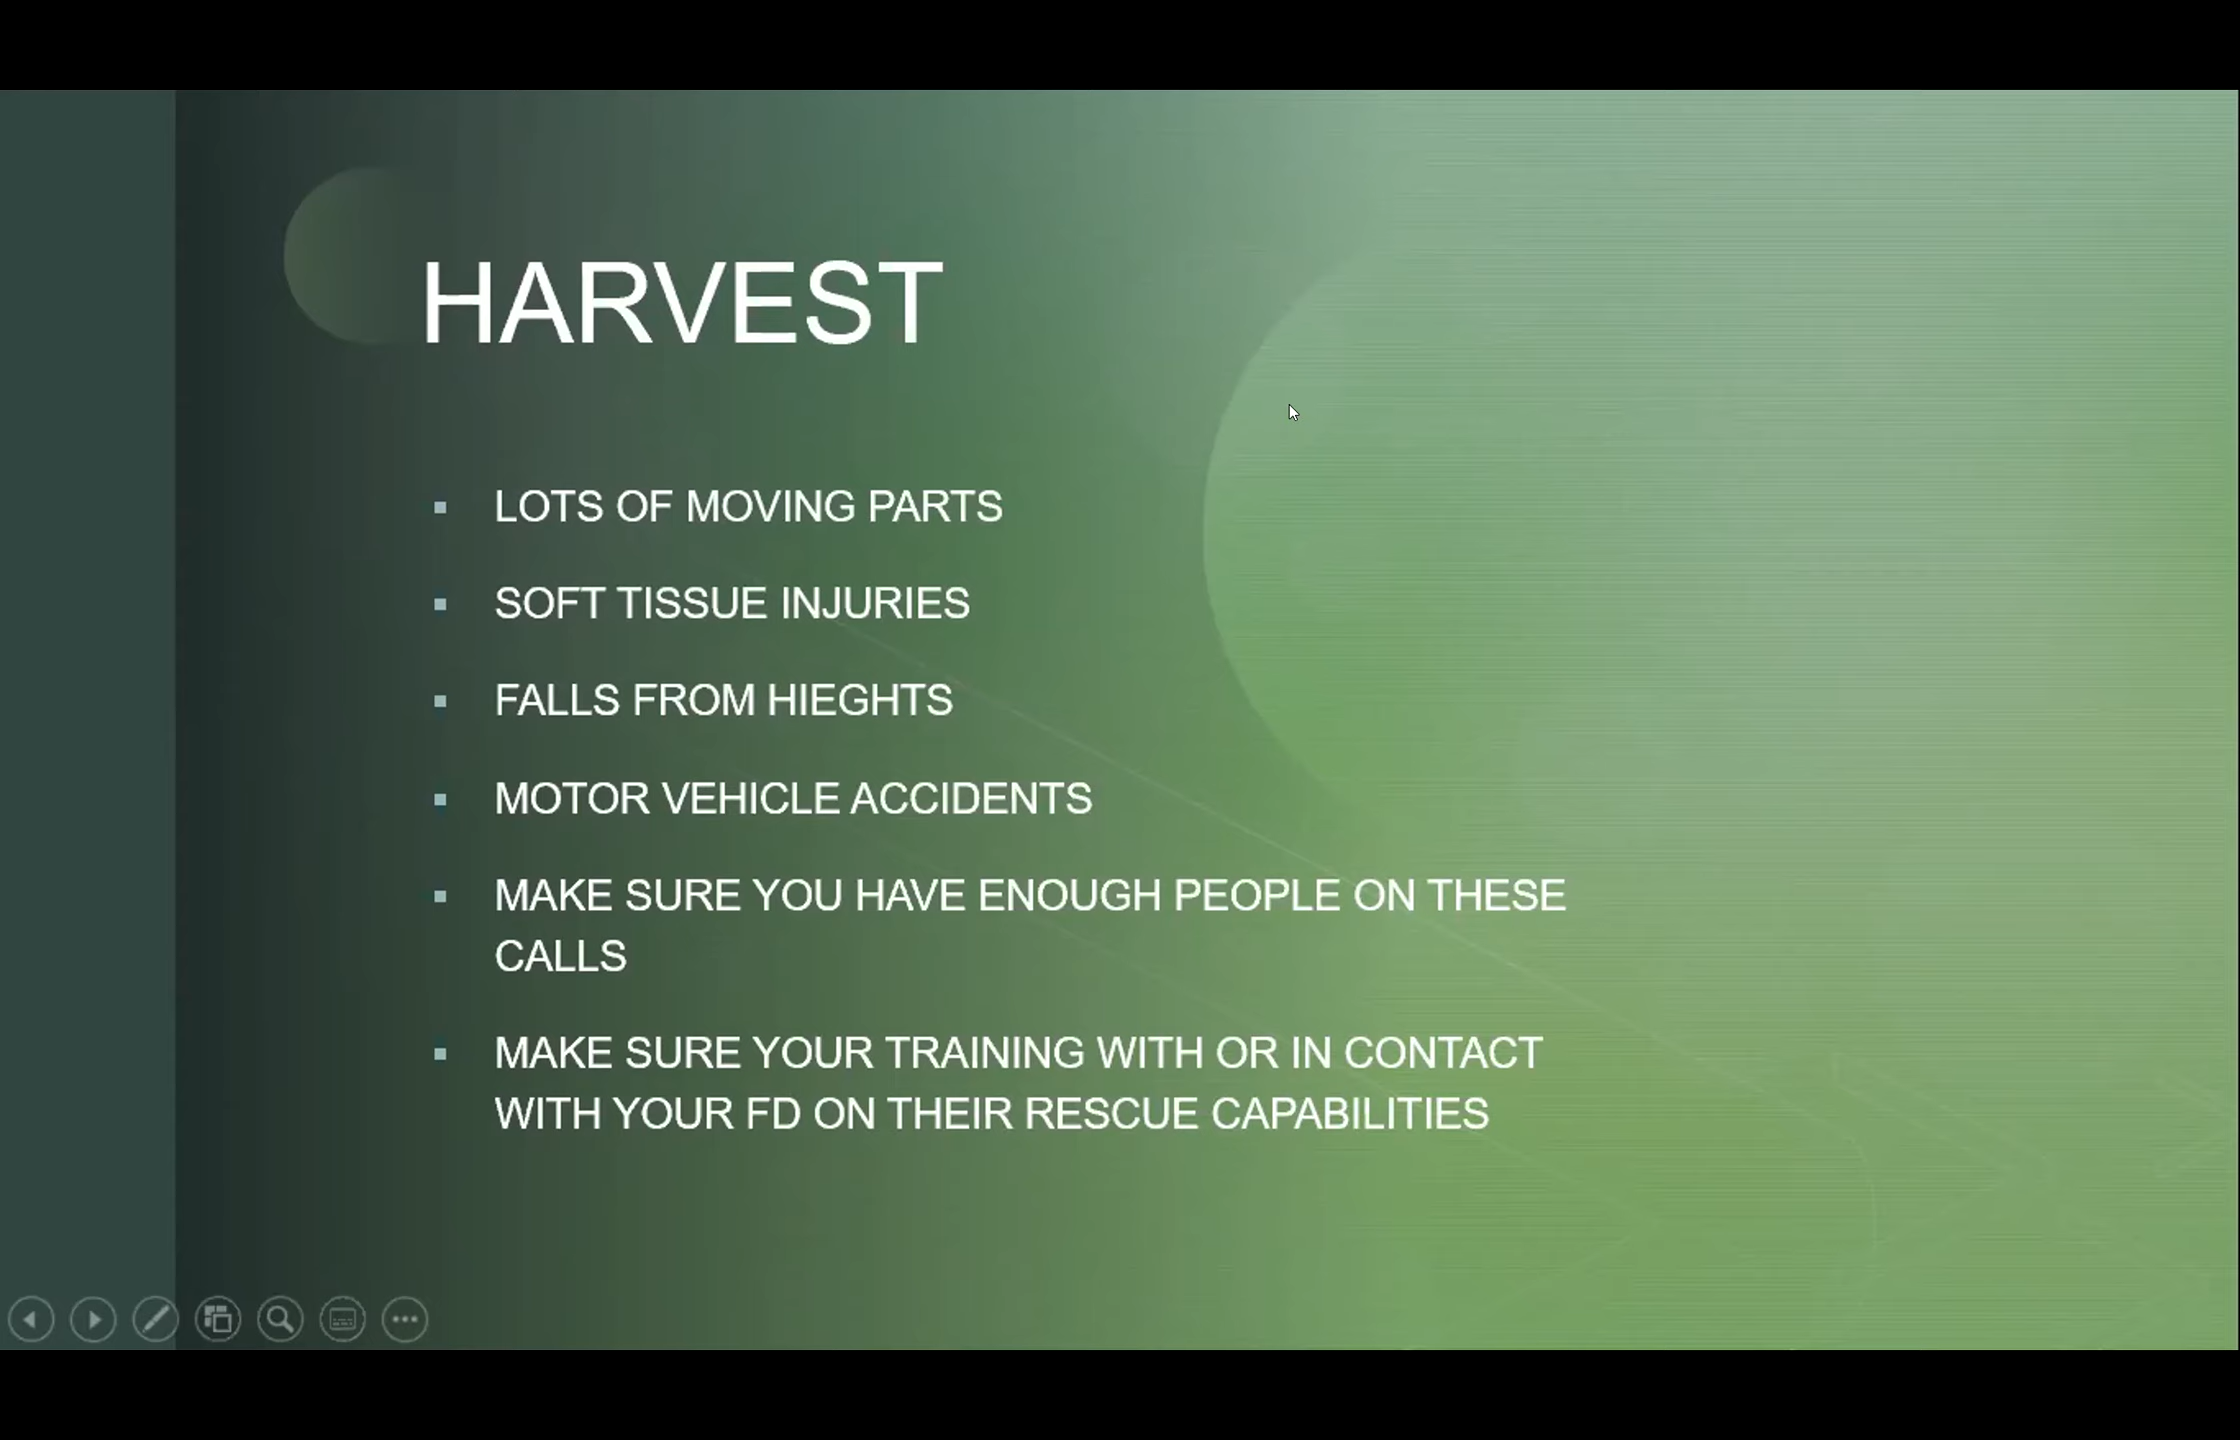 HARVEST
LOTS OF MOVING PARTS
SOFT TISSUE INJURIES
FALLS FROM HIEGHTS
MOTOR VEHICLE ACCIDENTS
MAKE SURE YOU HAVE ENOUGH PEOPLE ON THESE
CALLS
MAKE SURE YOUR TRAINING WITH OR IN CONTACT
WITH YOUR FD ON THEIR RESCUE CAPABILITIES